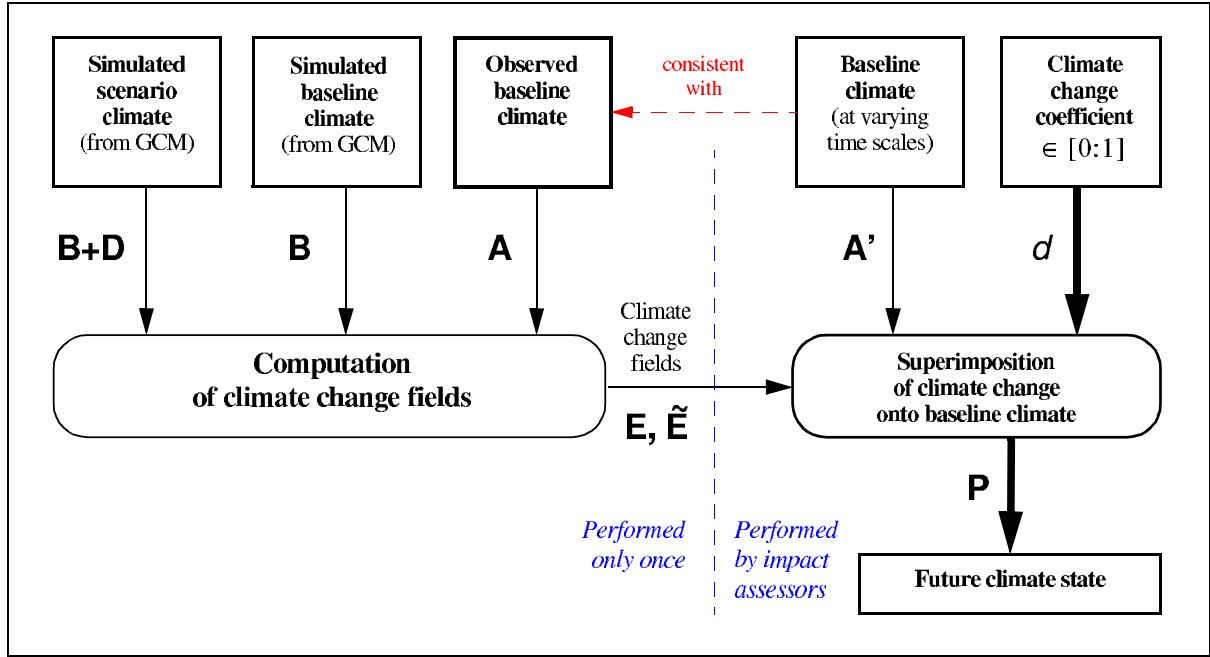 Simulated
scenario
climate
(from GCM)
Simulated
baseline
climate
(from GCM)
Observed
baseline
climate
consistent
with
Baseline
climate
(at varying
time scales)
Climate
change
coefficient
∈ [0:1]
B+D
B
A
A’
d
Computation
of climate change fields
Climate
change
fields
E, Ẽ
Superimposition
of climate change
onto baseline climate
P
Performed
only once
Performed
by impact
assessors
Future climate state